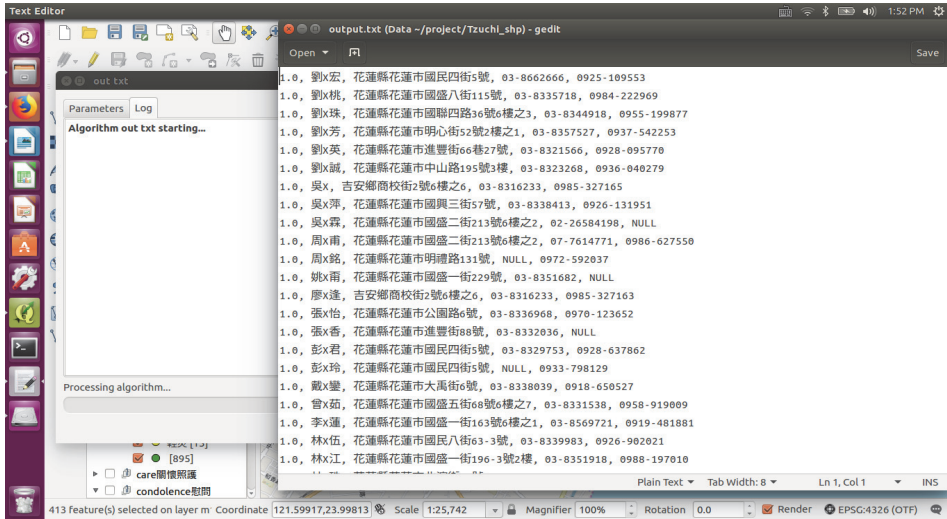 Text Editor
1:52 PM
output.txt (Data ~/project/Tzuchi_shp) - gedit
Open
Save
out txt
Parameters Log
Algorithm out txt starting...
Processing algorithm...
1.0, 劉x宏, 花蓮縣花蓮市國民四街5號, 03-8662666, 0925-109553
1.0, 劉x桃, 花蓮縣花蓮市國盛八街115號, 03-8335718, 0984-222969
1.0, 劉x珠, 花蓮縣花蓮市國聯四路36號6樓之3, 03-8344918, 0955-199877
1.0, 劉x芳, 花蓮縣花蓮市明心街52號2樓之1, 03-8357527, 0937-542253
1.0, 劉x英, 花蓮縣花蓮市進豐街66巷27號, 03-8321566, 0928-095770
1.0, 劉x誠, 花蓮縣花蓮市中山路195號3樓, 03-8323268, 0936-040279
1.0, 吳x, 吉安鄉商校街2號6樓之6, 03-8316233, 0985-327165
1.0, 吳x萍, 花蓮縣花蓮市國興三街57號, 03-8338413, 0926-131951
1.0, 吳x霖, 花蓮縣花蓮市國盛二街213號6樓之2, 02-26584198, NULL
1.0, 周x甫, 花蓮縣花蓮市國盛二街213號6樓之2, 07-7614771, 0986-627550
1.0, 周x銘, 花蓮縣花蓮市明禮路131號, NULL, 0972-592037
1.0, 姚x甭, 花蓮縣花蓮市國盛一街229號, 03-8351682, NULL
1.0, 廖x逢, 吉安鄉商校街2號6樓之6, 03-8316233, 0985-327163
1.0, 張x怡, 花蓮縣花蓮市公園路6號, 03-8336968, 0970-123652
1.0, 張x香, 花蓮縣花蓮市進豐街88號, 03-8332036, NULL
1.0, 彭x君, 花蓮縣花蓮市國民四街5號, 03-8329753, 0928-637862
1.0, 彭x玲, 花蓮縣花蓮市國民四街5號, NULL, 0933-798129
1.0, 戴x鑾, 花蓮縣花蓮市大禹街6號, 03-8338039, 0918-650527
1.0, 曾x茹, 花蓮縣花蓮市國盛五街68號6樓之7, 03-8331538, 0958-919009
1.0, 李x蓮, 花蓮縣花蓮市國盛一街163號6樓之1, 03-8569721, 0919-481881
1.0, 林x伍, 花蓮縣花蓮市國民八街63-3號, 03-8339983, 0926-902021
1.0, 林x江, 花蓮縣花蓮市國盛一街196-3號2樓, 03-8351918, 0988-197010
[895]
care關懷照護
condolence慰問
Plain Text Tab Width: 8 Ln 1, Col 1 INS
413 feature(s) selected on layer m Coordinate 121.59917,23.99813 Scale 1:25,742 Magnifier 100% Rotation 0.0 Render EPSG:4326 (OTF)